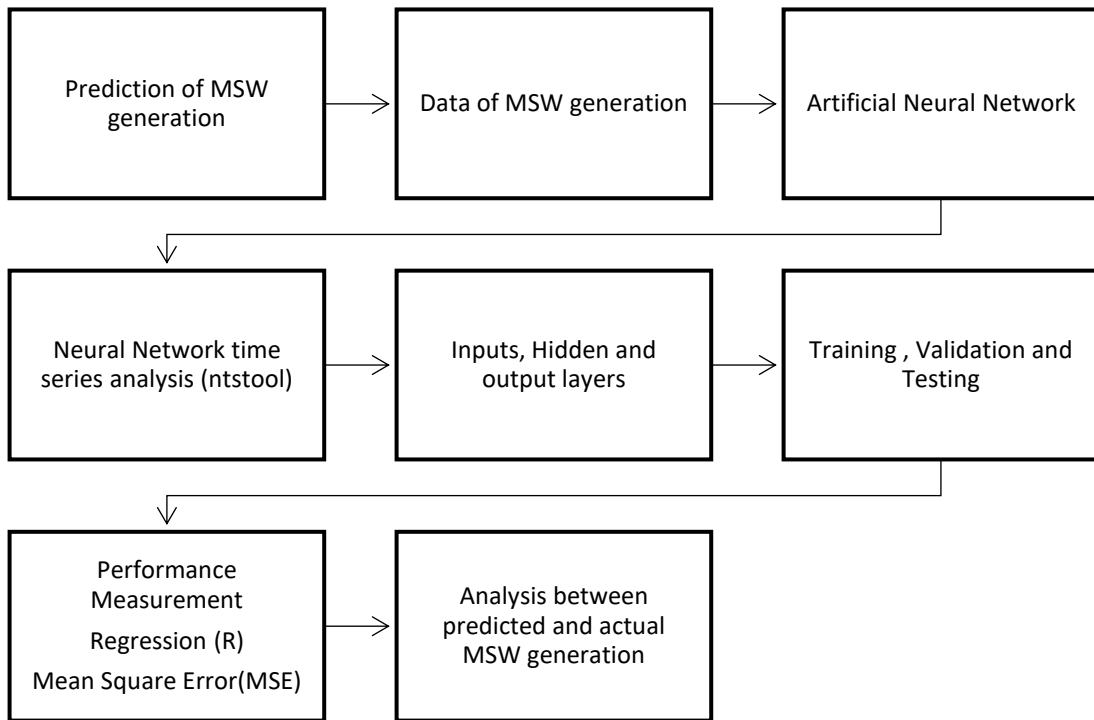 Prediction of MSW
generation
Data of MSW generation
Artificial Neural Network
Neural Network time
series analysis (ntstool)
Inputs, Hidden and
output layers
Training , Validation and
Testing
Performance
Measurement
Regression (R)
Mean Square Error(MSE)
Analysis between
predicted and actual
MSW generation